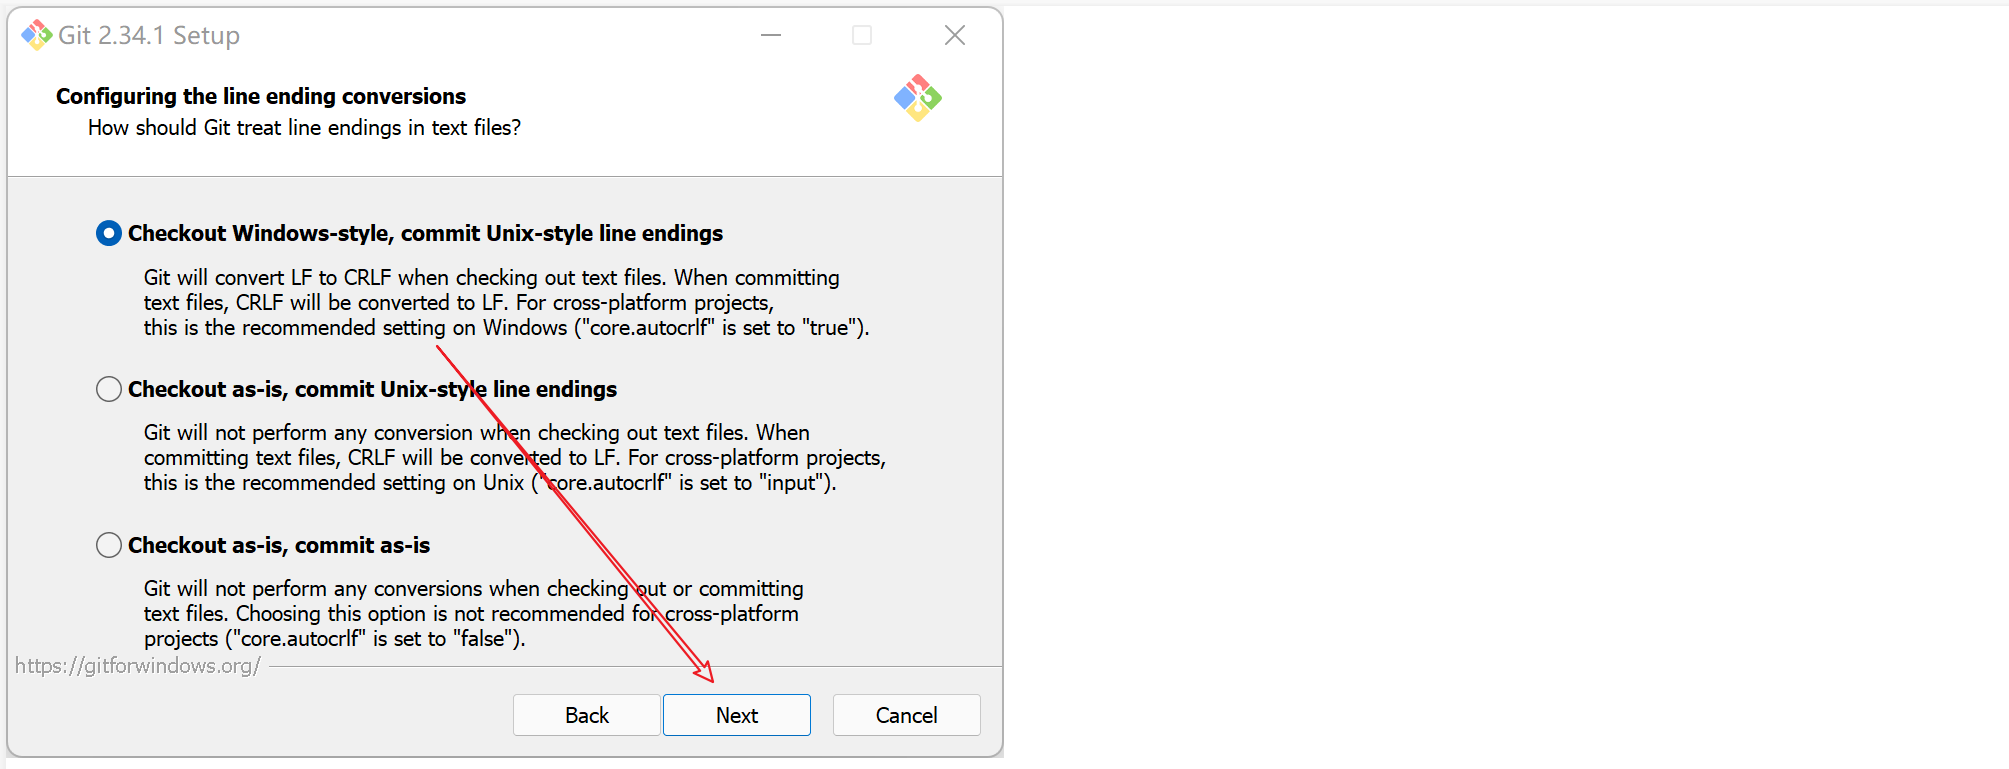 Git 2.34.1 Setup
Configuring the line ending conversions
How should Git treat line endings in text files?
Checkout Windows-style, commit Unix-style line endings
Git will convert LF to CRLF when checking out text files. When committing
text files, CRLF will be converted to LF. For cross-platform projects,
this is the recommended setting on Windows ("core.autocrlf" is set to "true").
Checkout as-is, commit Unix-style line endings
Git will not perform any conversion when checking out text files. When
committing text files, CRLF will be converted to LF. For cross-platform projects,
this is the recommended setting on Unix ("core.autocrlf" is set to "input").
Checkout as-is, commit as-is
Git will not perform any conversions when checking out or committing
text files. Choosing this option is not recommended for cross-platform
projects ("core.autocrlf" is set to "false").
https://gitforwindows.org/
Back Next Cancel